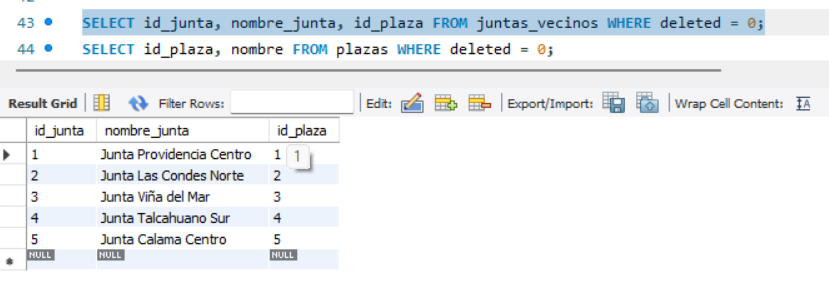 43 SELECT id_junta, nombre_junta, id_plaza FROM juntas_vecinos WHERE deleted = 0;
44 SELECT id_plaza, nombre FROM plazas WHERE deleted = 0;
Result Grid Filter Rows: Edit: Export/Import: Wrap Cell Content: IA
id_junta nombre_junta id_plaza
1 Junta Providencia Centro 1 1
2 Junta Las Condes Norte 2
3 Junta Viña del Mar 3
4 Junta Talcahuano Sur 4
5 Junta Calama Centro 5
NULL NULL NULL